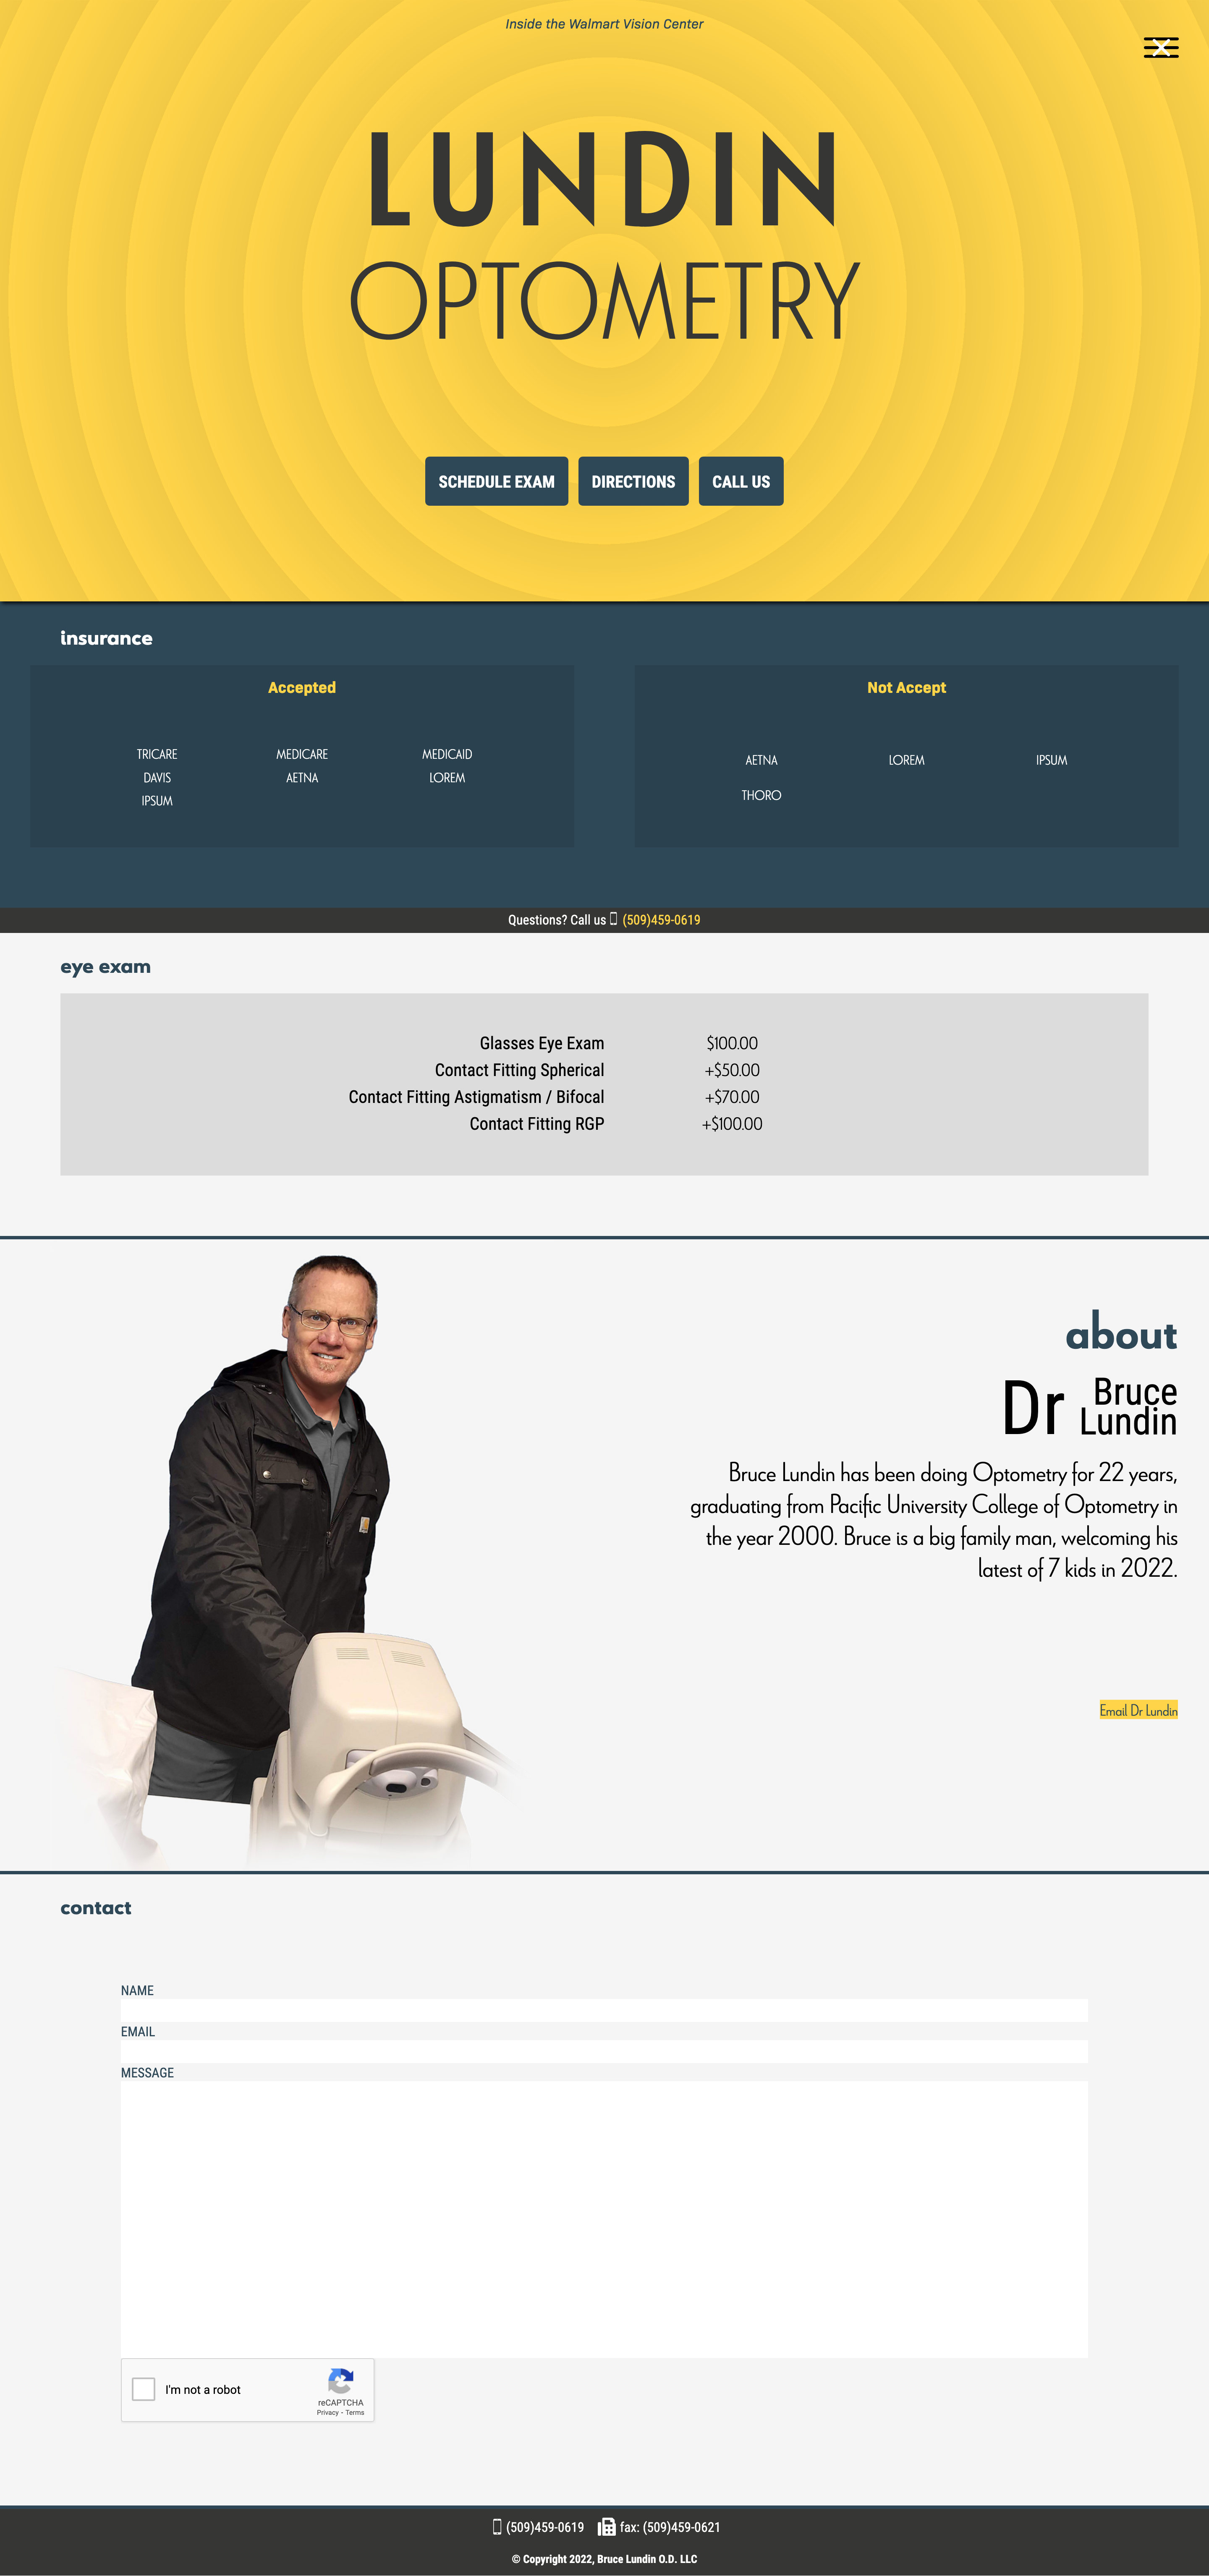 Inside the Walmart Vision Center
LUNDIN
OPTOMETRY
SCHEDULE EXAM DIRECTIONS CALL US
insurance
Accepted
TRICARE MEDICARE MEDICAID
DAVIS AETNA LOREM
IPSUM
Not Accept
AETNA LOREM IPSUM
THORO
Questions? Call us (509)459-0619
eye exam
Glasses Eye Exam $100.00
Contact Fitting Spherical +$50.00
Contact Fitting Astigmatism / Bifocal +$70.00
Contact Fitting RGP +$100.00
about
Dr Bruce
Lundin
Bruce Lundin has been doing Optometry for 22 years,
graduating from Pacific University College of Optometry in
the year 2000. Bruce is a big family man, welcoming his
latest of 7 kids in 2022.
Email Dr Lundin
contact
NAME
EMAIL
MESSAGE
I'm not a robot
reCAPTCHA
Privacy - Terms
(509)459-0619 fax: (509)459-0621
© Copyright 2022, Bruce Lundin O.D. LLC